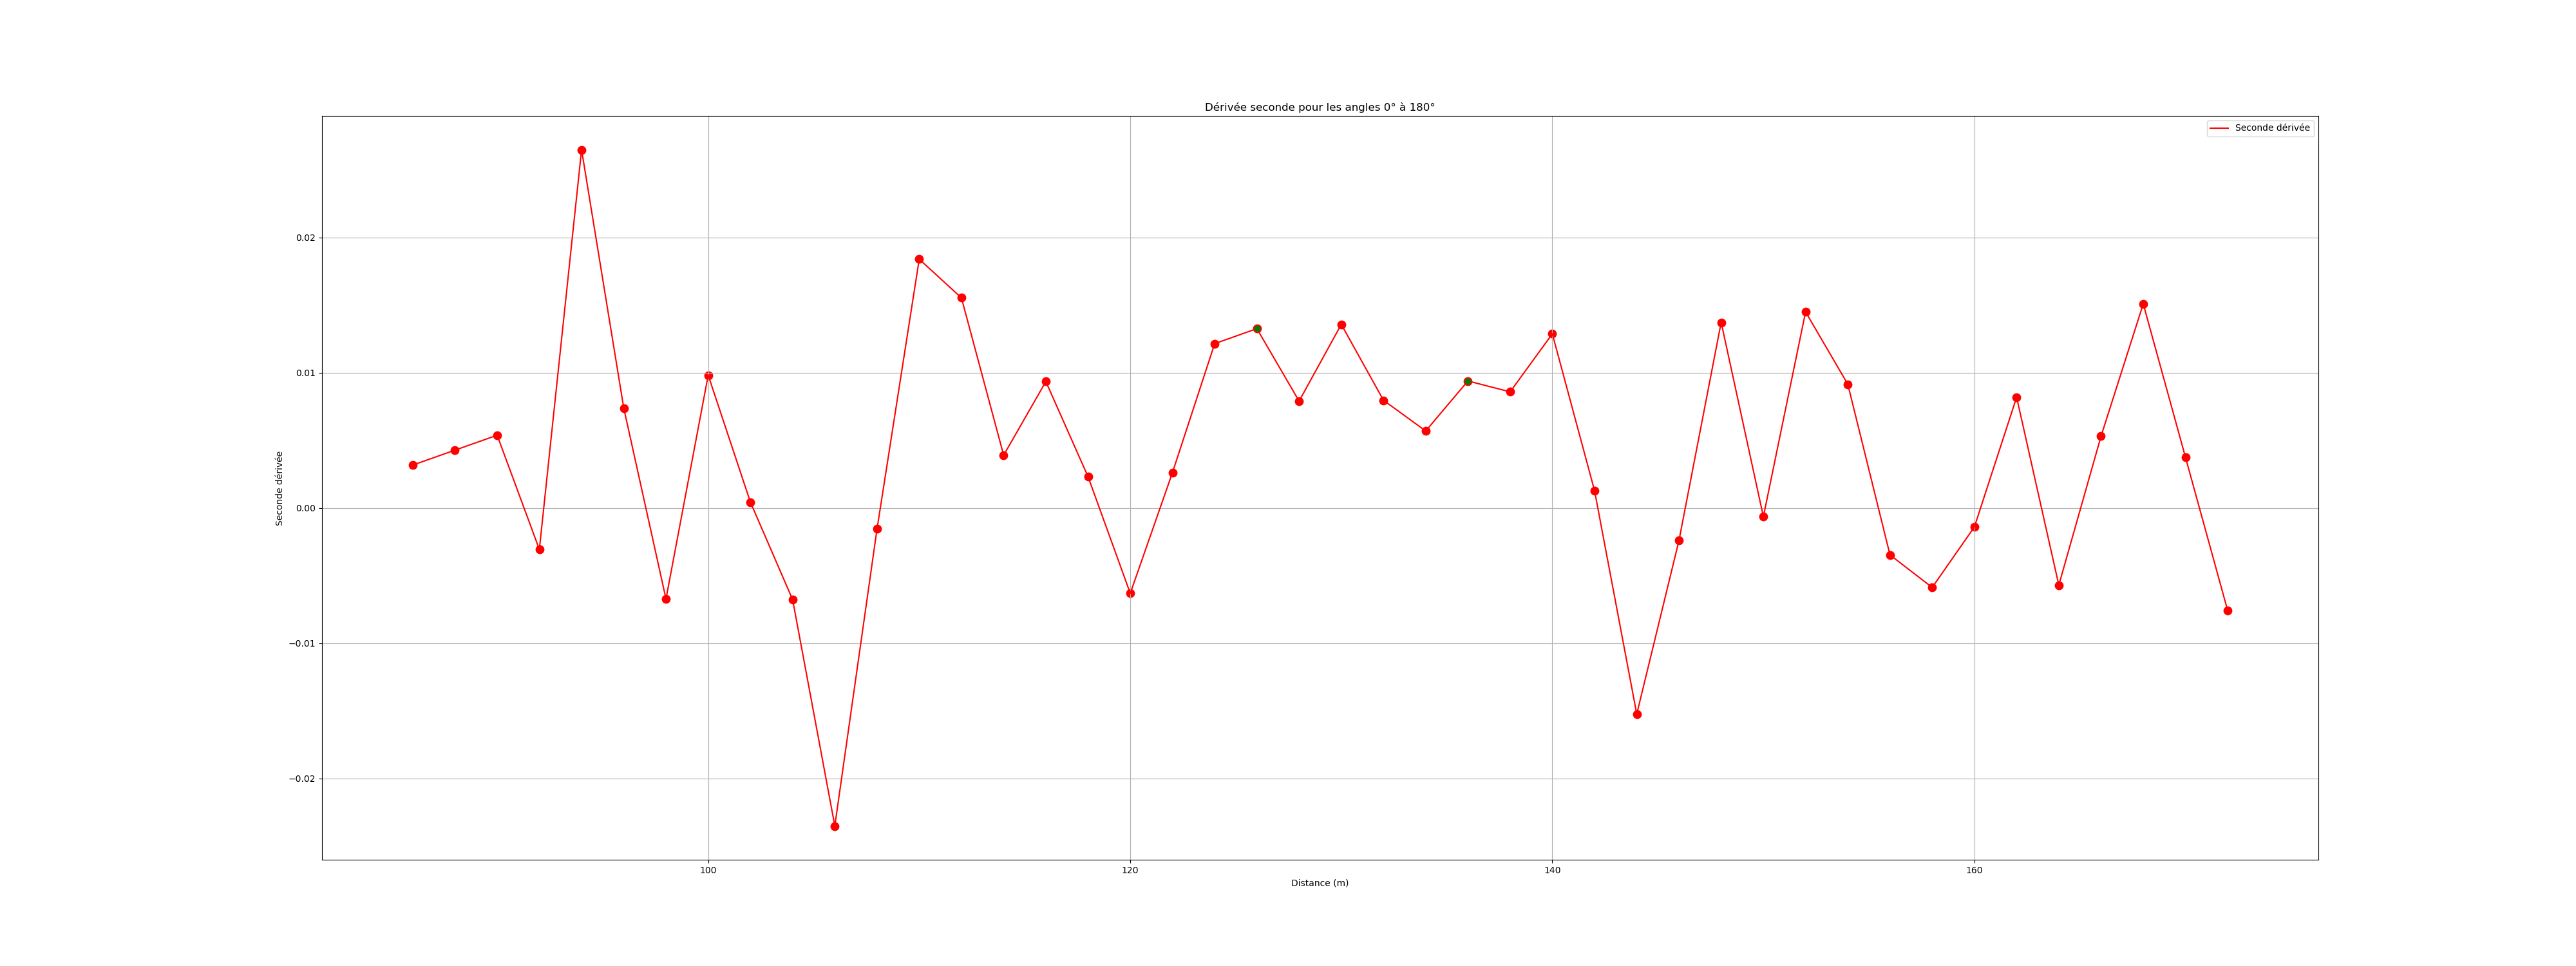 Dérivée seconde pour les angles 0° à 180°
Seconde dérivée
0.02
0.01
0.00
−0.01
−0.02
Seconde dérivée
100
120
140
160
Distance (m)